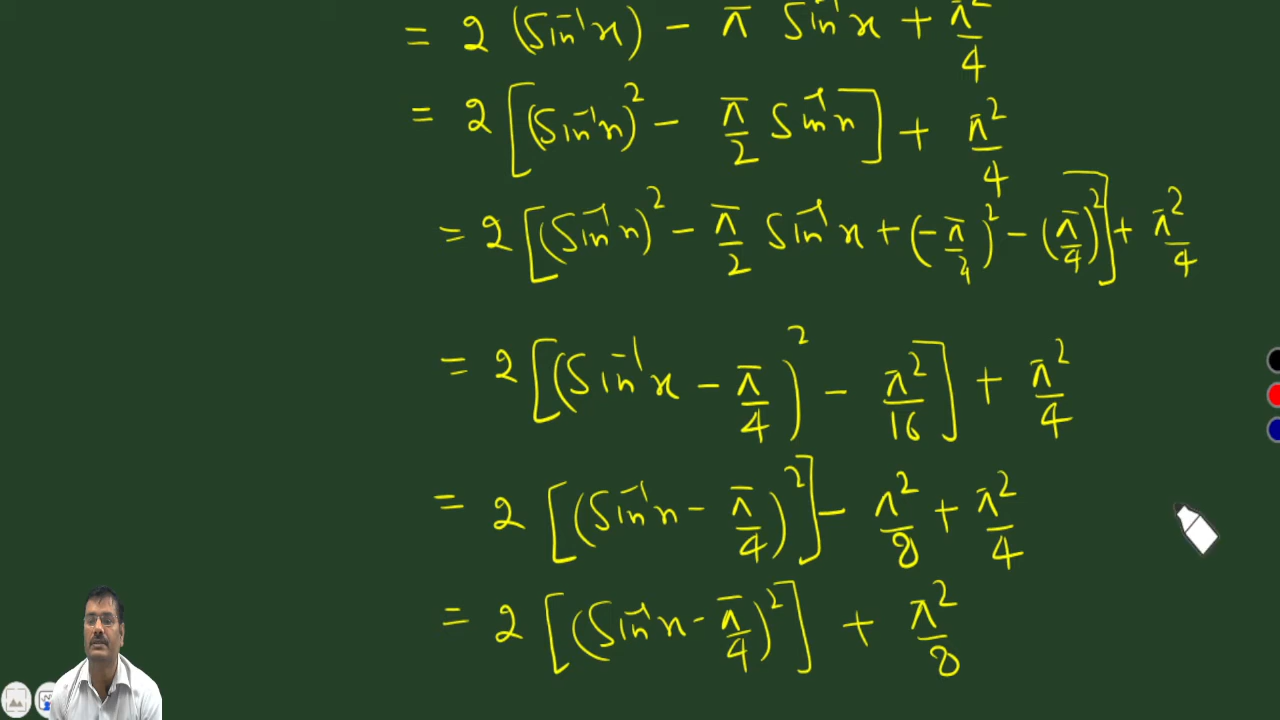 = 2 (Sin⁻¹x) - π Sin⁻¹x + π²/4
= 2 [(Sin⁻¹x)² - π/2 Sin⁻¹x] + π²/4
= 2 [(Sin⁻¹x)² - π/2 Sin⁻¹x + (-π/4)² - (π/4)²] + π²/4
= 2 [(Sin⁻¹x - π/4)² - π²/16] + π²/4
= 2 [(Sin⁻¹x - π/4)²] - π²/8 + π²/4
= 2 [(Sin⁻¹x - π/4)²] + π²/8